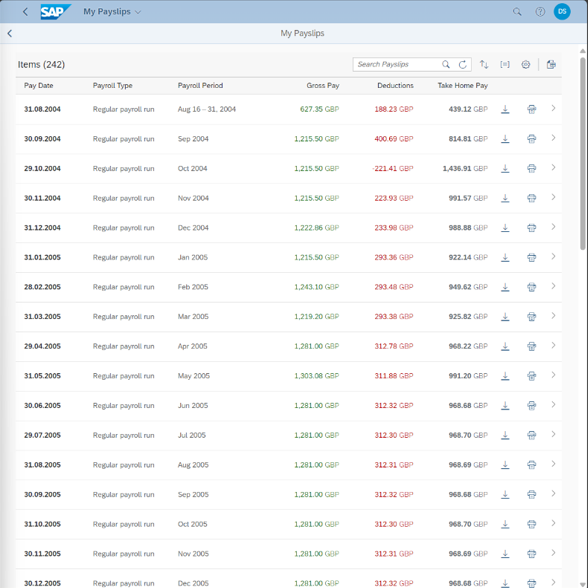 SAP My Payslips DS
My Payslips
Items (242) Search Payslips
Pay Date Payroll Type Payroll Period Gross Pay Deductions Take Home Pay
31.08.2004 Regular payroll run Aug 16 – 31, 2004 627.35 GBP 188.23 GBP 439.12 GBP
30.09.2004 Regular payroll run Sep 2004 1,215.50 GBP 400.69 GBP 814.81 GBP
29.10.2004 Regular payroll run Oct 2004 1,215.50 GBP -221.41 GBP 1,436.91 GBP
30.11.2004 Regular payroll run Nov 2004 1,215.50 GBP 223.93 GBP 991.57 GBP
31.12.2004 Regular payroll run Dec 2004 1,222.86 GBP 233.98 GBP 988.88 GBP
31.01.2005 Regular payroll run Jan 2005 1,215.50 GBP 293.36 GBP 922.14 GBP
28.02.2005 Regular payroll run Feb 2005 1,243.10 GBP 293.48 GBP 949.62 GBP
31.03.2005 Regular payroll run Mar 2005 1,219.20 GBP 293.38 GBP 925.82 GBP
29.04.2005 Regular payroll run Apr 2005 1,281.00 GBP 312.78 GBP 968.22 GBP
31.05.2005 Regular payroll run May 2005 1,303.08 GBP 311.88 GBP 991.20 GBP
30.06.2005 Regular payroll run Jun 2005 1,281.00 GBP 312.32 GBP 968.68 GBP
29.07.2005 Regular payroll run Jul 2005 1,281.00 GBP 312.30 GBP 968.70 GBP
31.08.2005 Regular payroll run Aug 2005 1,281.00 GBP 312.31 GBP 968.69 GBP
30.09.2005 Regular payroll run Sep 2005 1,281.00 GBP 312.32 GBP 968.68 GBP
31.10.2005 Regular payroll run Oct 2005 1,281.00 GBP 312.30 GBP 968.70 GBP
30.11.2005 Regular payroll run Nov 2005 1,281.00 GBP 312.31 GBP 968.69 GBP
30.12.2005 Regular payroll run Dec 2005 1,281.00 GBP 312.32 GBP 968.68 GBP